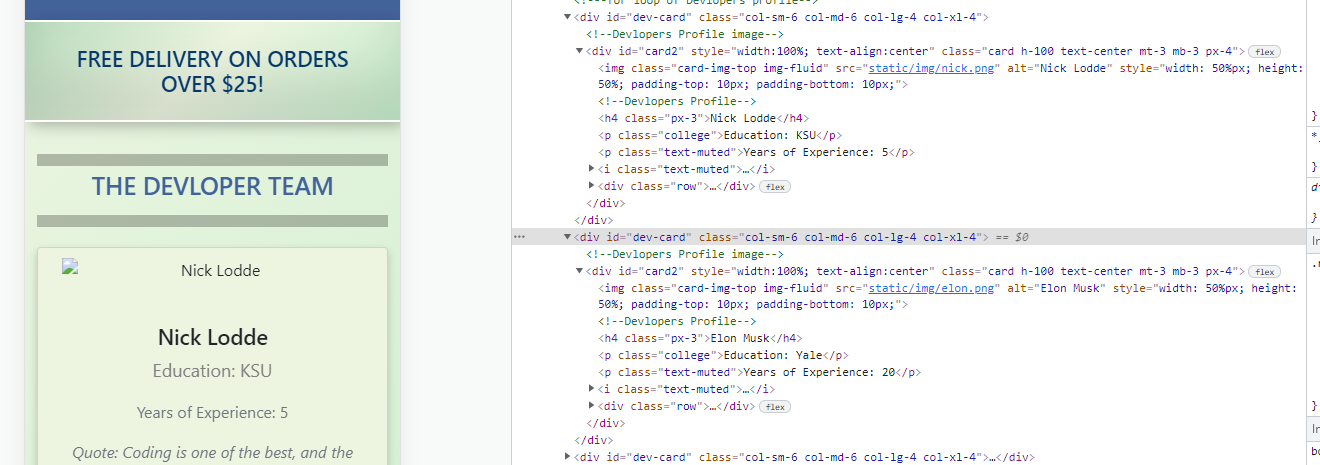 FREE DELIVERY ON ORDERS
OVER $25!
THE DEVLOPER TEAM
Nick Lodde
Nick Lodde
Education: KSU
Years of Experience: 5
Quote: Coding is one of the best, and the
<!---for loop of Devlopers profile-->
<div id="dev-card" class="col-sm-6 col-md-6 col-lg-4 col-xl-4">
<!--Devlopers Profile image-->
<div id="card2" style="width:100%; text-align:center" class="card h-100 text-center mt-3 mb-3 px-4"> flex
<img class="card-img-top img-fluid" src="static/img/nick.png" alt="Nick Lodde" style="width: 50%px; height:
50%; padding-top: 10px; padding-bottom: 10px;">
<!--Devlopers Profile-->
<h4 class="px-3">Nick Lodde</h4>
<p class="college">Education: KSU</p>
<p class="text-muted">Years of Experience: 5</p>
<i class="text-muted">…</i>
<div class="row">…</div> flex
</div>
</div>
<div id="dev-card" class="col-sm-6 col-md-6 col-lg-4 col-xl-4"> == $0
<!--Devlopers Profile image-->
<div id="card2" style="width:100%; text-align:center" class="card h-100 text-center mt-3 mb-3 px-4"> flex
<img class="card-img-top img-fluid" src="static/img/elon.png" alt="Elon Musk" style="width: 50%px; height:
50%; padding-top: 10px; padding-bottom: 10px;">
<!--Devlopers Profile-->
<h4 class="px-3">Elon Musk</h4>
<p class="college">Education: Yale</p>
<p class="text-muted">Years of Experience: 20</p>
<i class="text-muted">…</i>
<div class="row">…</div> flex
</div>
</div>
<div id="dev-card" class="col-sm-6 col-md-6 col-lg-4 col-xl-4">…</div>